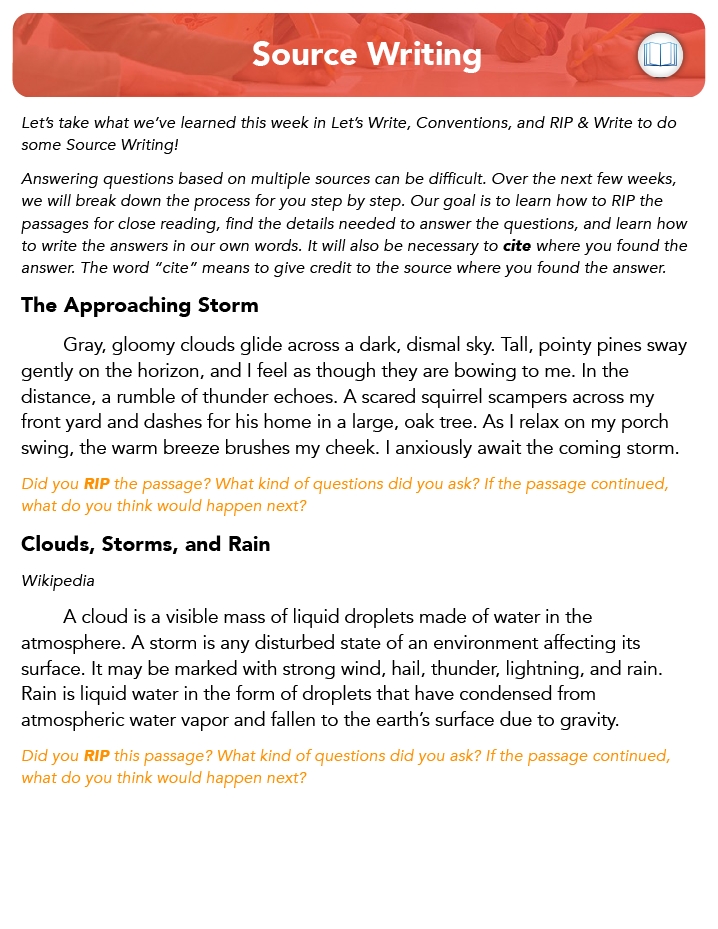 Source Writing
Let's take what we've learned this week in Let's Write, Conventions, and RIP & Write to do
some Source Writing!
Answering questions based on multiple sources can be difficult. Over the next few weeks,
we will break down the process for you step by step. Our goal is to learn how to RIP the
passages for close reading, find the details needed to answer the questions, and learn how
to write the answers in our own words. It will also be necessary to cite where you found the
answer. The word “cite” means to give credit to the source where you found the answer.
The Approaching Storm
Gray, gloomy clouds glide across a dark, dismal sky. Tall, pointy pines sway
gently on the horizon, and I feel as though they are bowing to me. In the
distance, a rumble of thunder echoes. A scared squirrel scampers across my
front yard and dashes for his home in a large, oak tree. As I relax on my porch
swing, the warm breeze brushes my cheek. I anxiously await the coming storm.
Did you RIP the passage? What kind of questions did you ask? If the passage continued,
what do you think would happen next?
Clouds, Storms, and Rain
Wikipedia
A cloud is a visible mass of liquid droplets made of water in the
atmosphere. A storm is any disturbed state of an environment affecting its
surface. It may be marked with strong wind, hail, thunder, lightning, and rain.
Rain is liquid water in the form of droplets that have condensed from
atmospheric water vapor and fallen to the earth's surface due to gravity.
Did you RIP this passage? What kind of questions did you ask? If the passage continued,
what do you think would happen next?